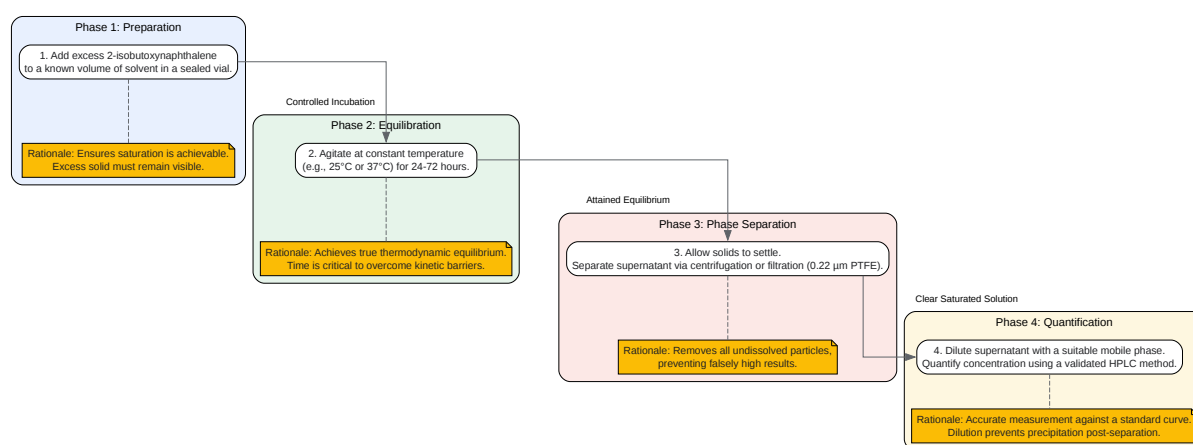 Phase 1: Preparation
1. Add excess 2-isobutoxynaphthalene
to a known volume of solvent in a sealed vial.
Rationale: Ensures saturation is achievable.
Excess solid must remain visible.
Controlled Incubation
Phase 2: Equilibration
2. Agitate at constant temperature
(e.g., 25°C or 37°C) for 24-72 hours.
Rationale: Achieves true thermodynamic equilibrium.
Time is critical to overcome kinetic barriers.
Attained Equilibrium
Phase 3: Phase Separation
3. Allow solids to settle.
Separate supernatant via centrifugation or filtration (0.22 µm PTFE).
Rationale: Removes all undissolved particles,
preventing falsely high results.
Clear Saturated Solution
Phase 4: Quantification
4. Dilute supernatant with a suitable mobile phase.
Quantify concentration using a validated HPLC method.
Rationale: Accurate measurement against a standard curve.
Dilution prevents precipitation post-separation.